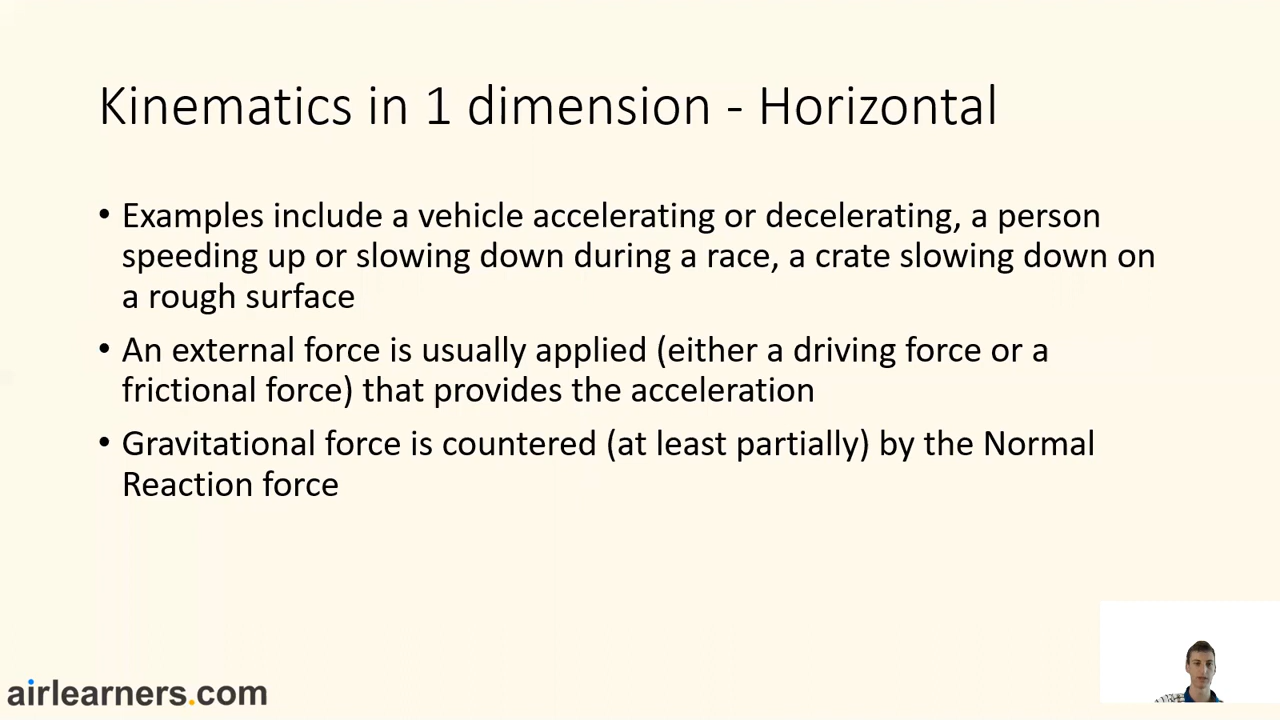 Kinematics in 1 dimension - Horizontal
• Examples include a vehicle accelerating or decelerating, a person
speeding up or slowing down during a race, a crate slowing down on
a rough surface
• An external force is usually applied (either a driving force or a
frictional force) that provides the acceleration
• Gravitational force is countered (at least partially) by the Normal
Reaction force
airlearners.com